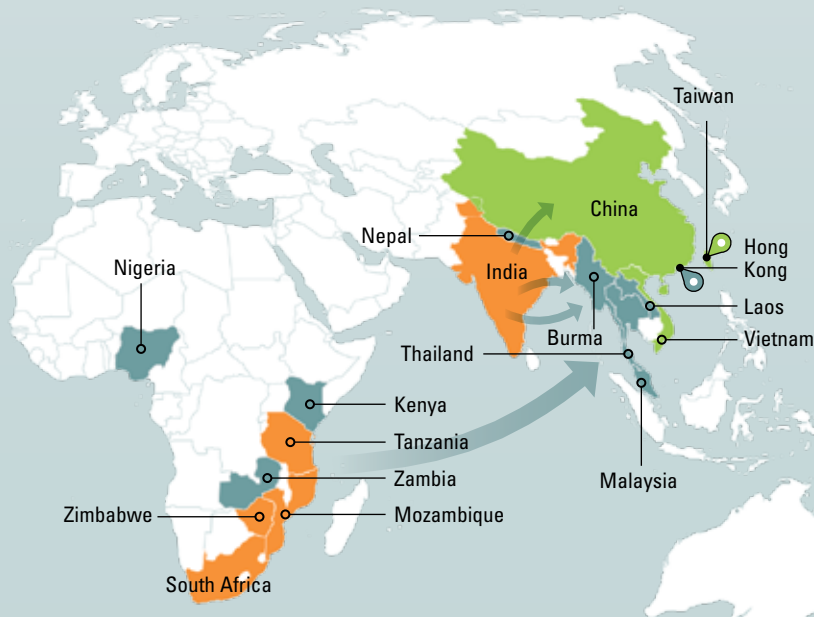 Taiwan
China
Nepal
Hong
Kong
Nigeria
India
Laos
Burma
Vietnam
Thailand
Kenya
Tanzania
Zambia
Malaysia
Zimbabwe
Mozambique
South Africa